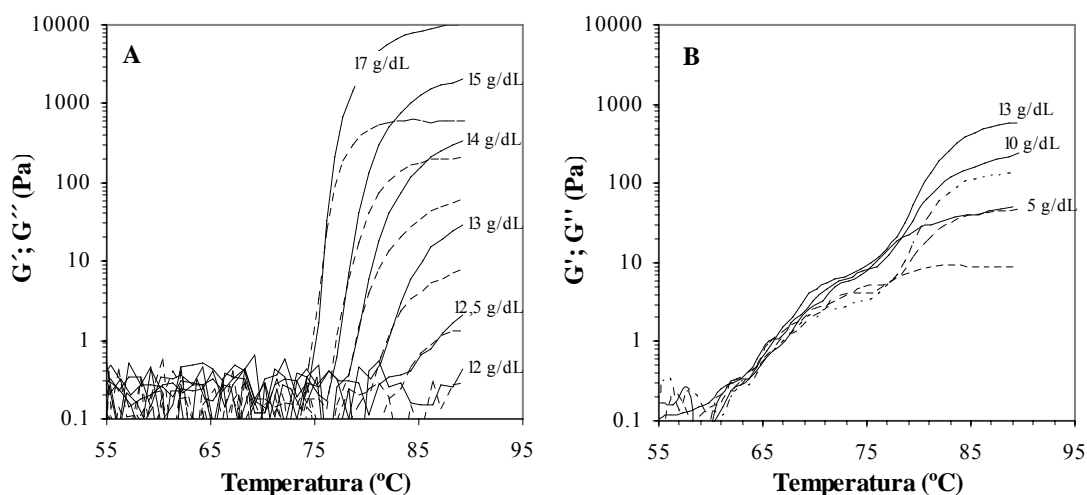 A
10000
1000
100
10
1
0.1
G´; G´´ (Pa)
17 g/dL
15 g/dL
14 g/dL
13 g/dL
12,5 g/dL
12 g/dL
55 65 75 85 95
Temperatura (ºC)
B
10000
1000
100
10
1
0.1
G'; G'' (Pa)
13 g/dL
10 g/dL
5 g/dL
55 65 75 85 95
Temperatura (ºC)